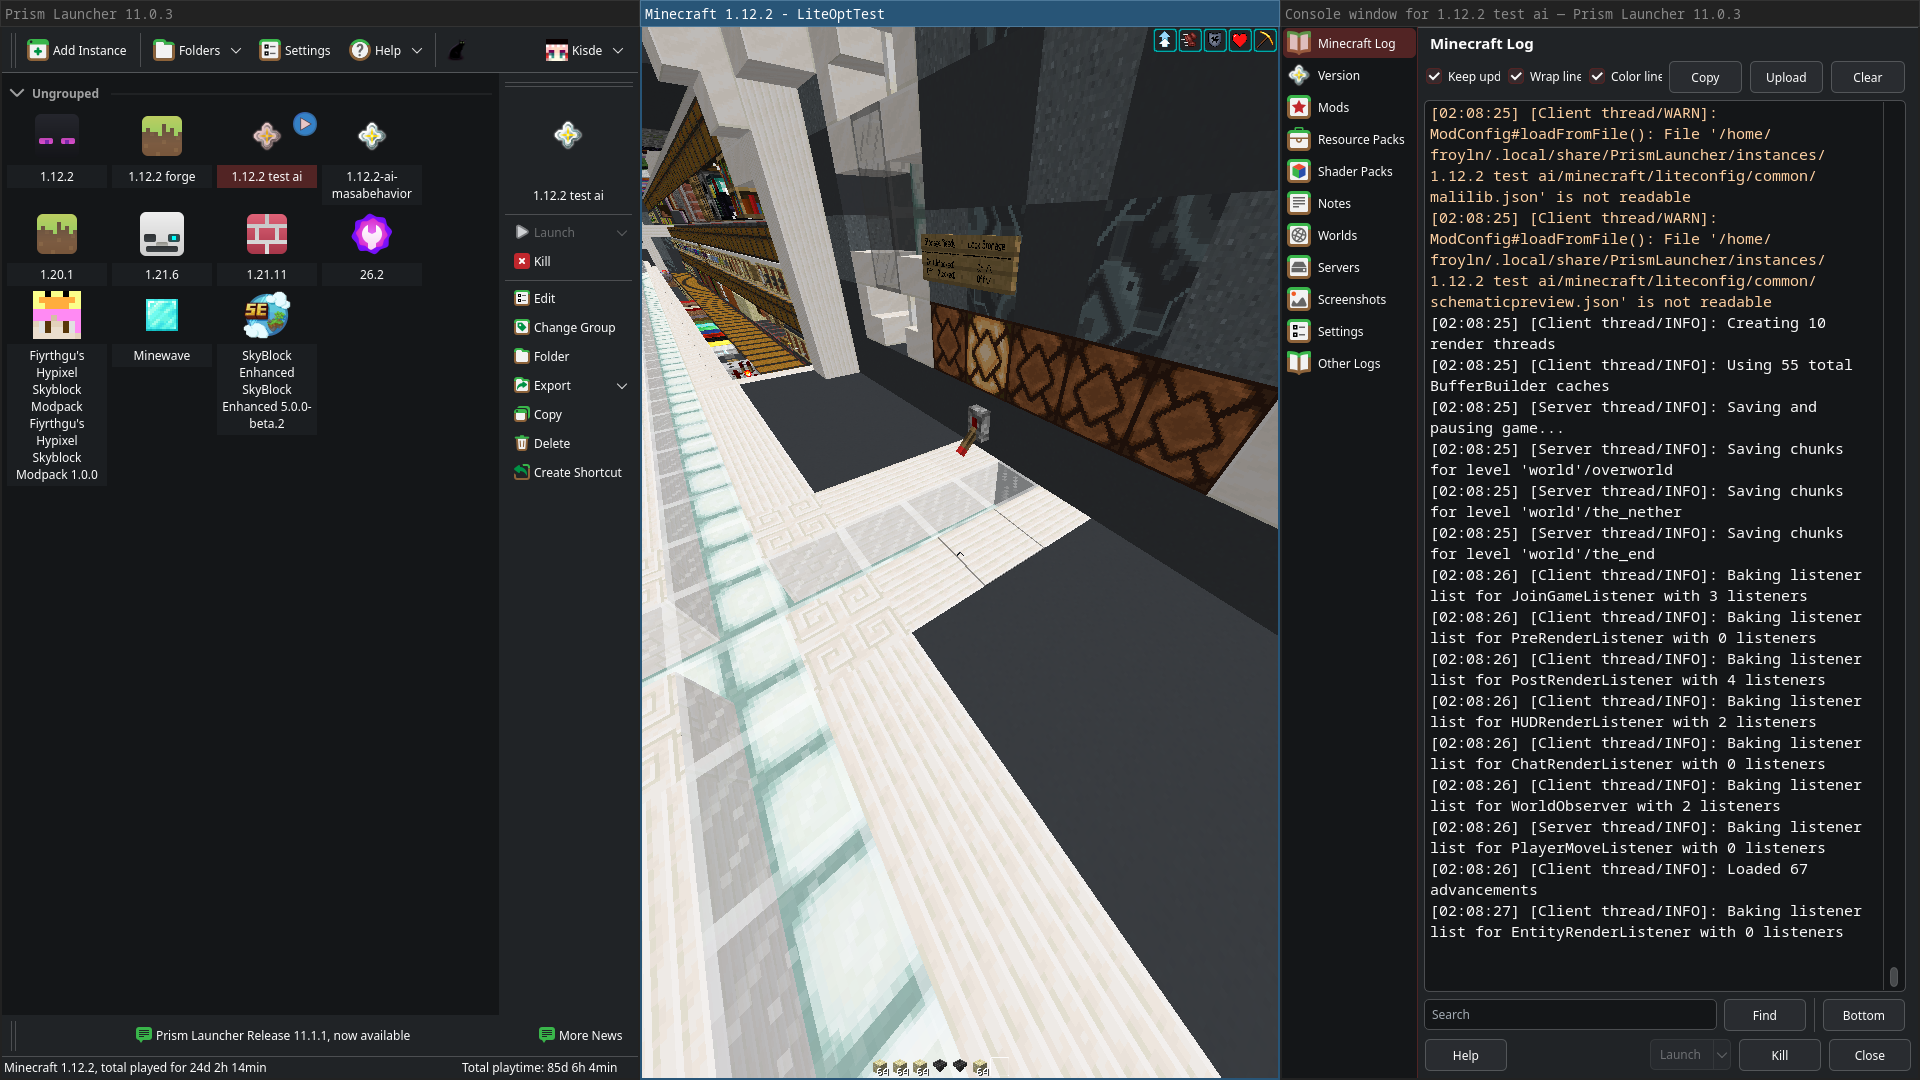 Prism Launcher 11.0.3
Add Instance
Folders
Settings
Help
Kisde
Ungrouped
1.12.2
1.12.2 forge
1.12.2 test ai
1.12.2-ai-
masabehavior
1.20.1
1.21.6
1.21.11
26.2
Fiyrthgu's
Hypixel
Skyblock
Modpack
Fiyrthgu's
Hypixel
Skyblock
Modpack 1.0.0
Minewave
SkyBlock
Enhanced
SkyBlock
Enhanced 5.0.0-
beta.2
1.12.2 test ai
Launch
Kill
Edit
Change Group
Folder
Export
Copy
Delete
Create Shortcut
Prism Launcher Release 11.1.1, now available
More News
Minecraft 1.12.2, total played for 24d 2h 14min
Total playtime: 85d 6h 4min
Minecraft 1.12.2 - LiteOptTest
64
64
64
64
Console window for 1.12.2 test ai — Prism Launcher 11.0.3
Minecraft Log
Version
Mods
Resource Packs
Shader Packs
Notes
Worlds
Servers
Screenshots
Settings
Other Logs
Minecraft Log
Keep upd
Wrap line
Color line
Copy
Upload
Clear
[02:08:25] [Client thread/WARN]:
ModConfig#loadFromFile(): File '/home/
froyln/.local/share/PrismLauncher/instances/
1.12.2 test ai/minecraft/liteconfig/common/
malilib.json' is not readable
[02:08:25] [Client thread/WARN]:
ModConfig#loadFromFile(): File '/home/
froyln/.local/share/PrismLauncher/instances/
1.12.2 test ai/minecraft/liteconfig/common/
schematicpreview.json' is not readable
[02:08:25] [Client thread/INFO]: Creating 10
render threads
[02:08:25] [Client thread/INFO]: Using 55 total
BufferBuilder caches
[02:08:25] [Server thread/INFO]: Saving and
pausing game...
[02:08:25] [Server thread/INFO]: Saving chunks
for level 'world'/overworld
[02:08:25] [Server thread/INFO]: Saving chunks
for level 'world'/the_nether
[02:08:25] [Server thread/INFO]: Saving chunks
for level 'world'/the_end
[02:08:26] [Client thread/INFO]: Baking listener
list for JoinGameListener with 3 listeners
[02:08:26] [Client thread/INFO]: Baking listener
list for PreRenderListener with 0 listeners
[02:08:26] [Client thread/INFO]: Baking listener
list for PostRenderListener with 4 listeners
[02:08:26] [Client thread/INFO]: Baking listener
list for HUDRenderListener with 2 listeners
[02:08:26] [Client thread/INFO]: Baking listener
list for ChatRenderListener with 0 listeners
[02:08:26] [Client thread/INFO]: Baking listener
list for WorldObserver with 2 listeners
[02:08:26] [Server thread/INFO]: Baking listener
list for PlayerMoveListener with 0 listeners
[02:08:26] [Client thread/INFO]: Loaded 67
advancements
[02:08:27] [Client thread/INFO]: Baking listener
list for EntityRenderListener with 0 listeners
Search
Find
Bottom
Help
Launch
Kill
Close